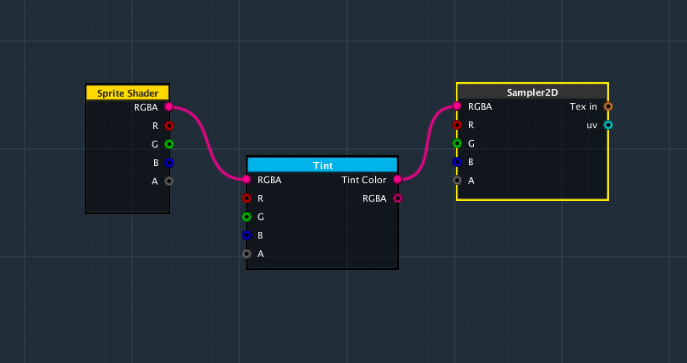 Sprite Shader
RGBA
R
G
B
A
Tint
RGBA Tint Color
R RGBA
G
B
A
Sampler2D
RGBA Tex in
R uv
G
B
A